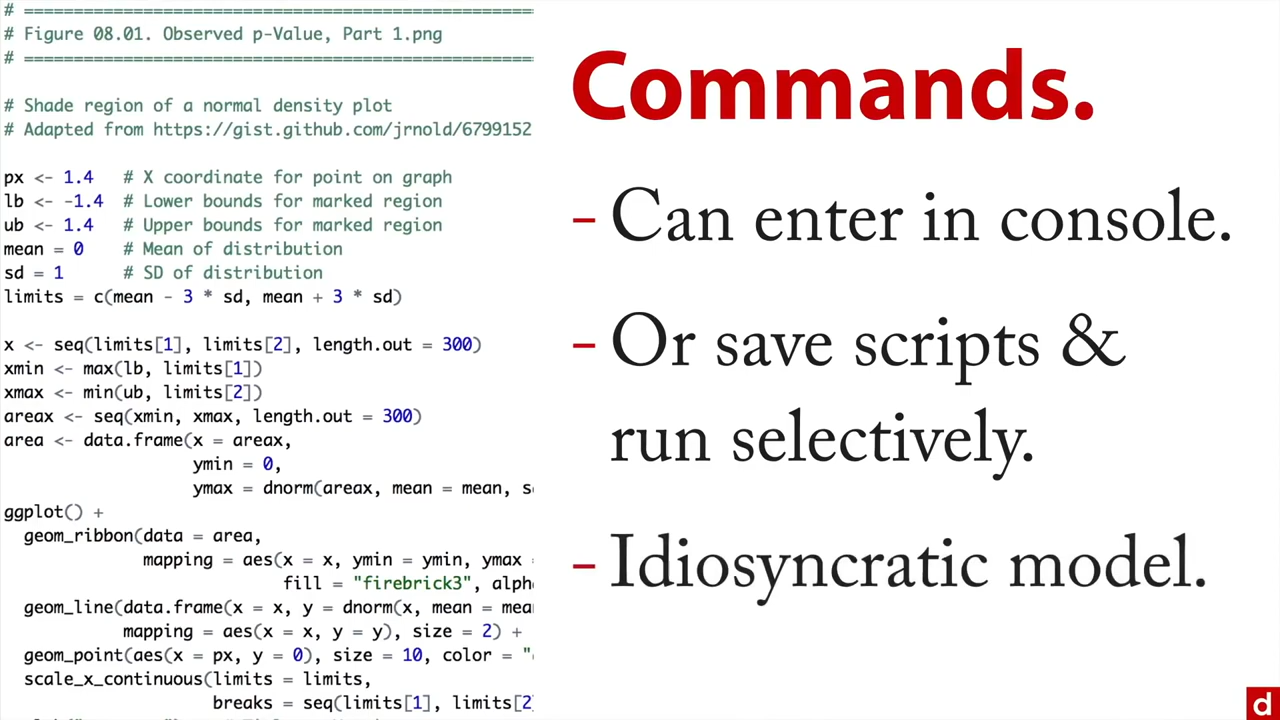 # ====================================================
# Figure 08.01. Observed p-Value, Part 1.png
# ====================================================
# Shade region of a normal density plot
# Adapted from https://gist.github.com/jrnold/6799152
px <- 1.4   # X coordinate for point on graph
lb <- -1.4  # Lower bounds for marked region
ub <- 1.4   # Upper bounds for marked region
mean = 0    # Mean of distribution
sd = 1      # SD of distribution
limits = c(mean - 3 * sd, mean + 3 * sd)
x <- seq(limits[1], limits[2], length.out = 300)
xmin <- max(lb, limits[1])
xmax <- min(ub, limits[2])
areax <- seq(xmin, xmax, length.out = 300)
area <- data.frame(x = areax,
                   ymin = 0,
                   ymax = dnorm(areax, mean = mean, s
ggplot() +
  geom_ribbon(data = area,
              mapping = aes(x = x, ymin = ymin, ymax =
                            fill = "firebrick3", alph
  geom_line(data.frame(x = x, y = dnorm(x, mean = mea
            mapping = aes(x = x, y = y), size = 2) +
  geom_point(aes(x = px, y = 0), size = 10, color = "
  scale_x_continuous(limits = limits,
                     breaks = seq(limits[1], limits[2
Commands.
– Can enter in console.
– Or save scripts &
run selectively.
– Idiosyncratic model.
d